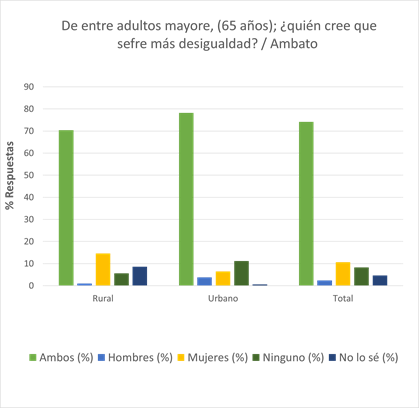 De entre adultos mayore, (65 años); ¿quién cree que
sefre más desigualdad? / Ambato
% Respuestas
90
80
70
60
50
40
30
20
10
0
Rural Urbano Total
Ambos (%) Hombres (%) Mujeres (%) Ninguno (%) No lo sé (%)